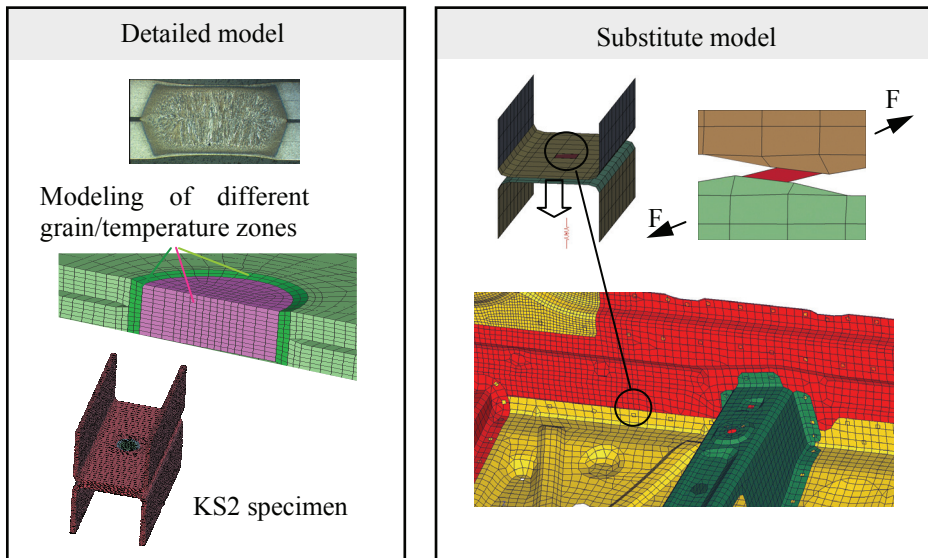 Detailed model
Modeling of different
grain/temperature zones
KS2 specimen
Substitute model
F
F